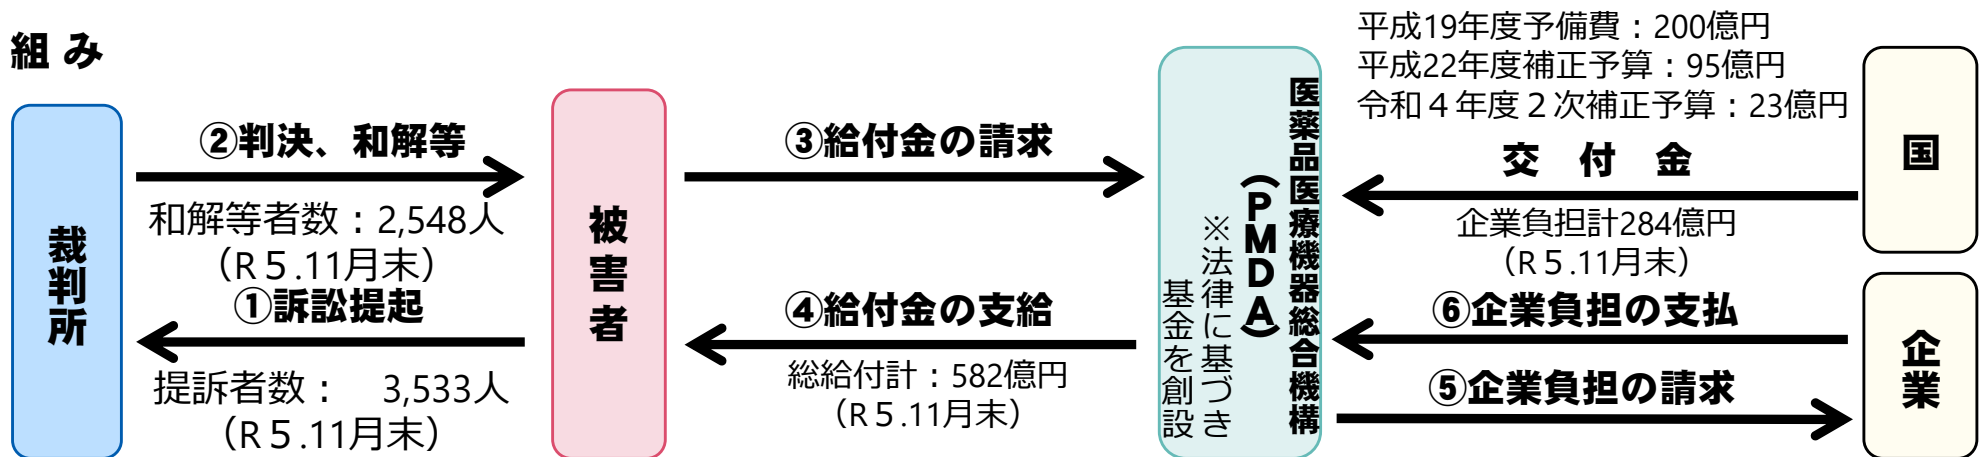 組み
裁判所
②判決、和解等
和解等者数：2,548人
（R５.11月末）
①訴訟提起
提訴者数：　3,533人
（R５.11月末）
被害者
③給付金の請求
④給付金の支給
総給付計：582億円
（R５.11月末）
医薬品医療機器総合機構
（PMDA）
※法律に基づき
基金を創設
平成19年度予備費：200億円
平成22年度補正予算：95億円
令和４年度２次補正予算：23億円
交　付　金
企業負担計284億円
（R５.11月末）
⑥企業負担の支払
⑤企業負担の請求
国
企業